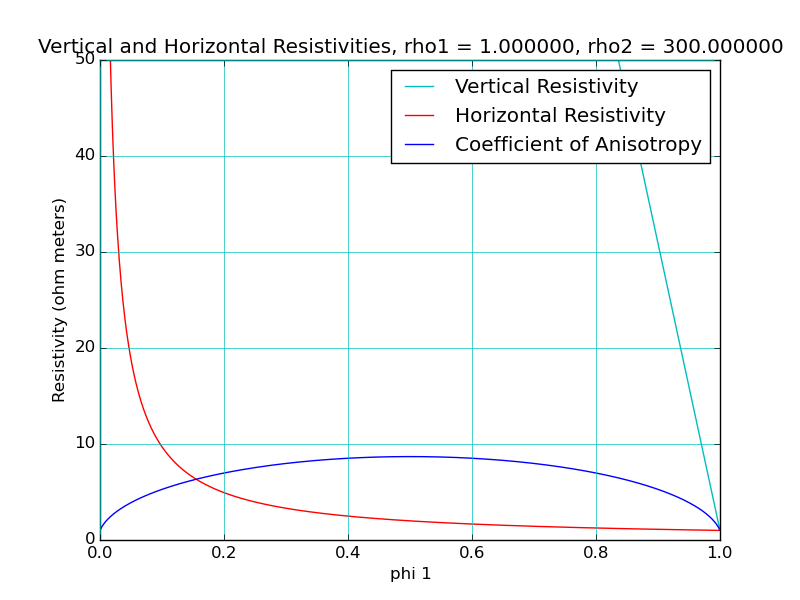 Vertical and Horizontal Resistivities, rho1 = 1.000000, rho2 = 300.000000
Vertical Resistivity
Horizontal Resistivity
Coefficient of Anisotropy
Resistivity (ohm meters)
50
40
30
20
10
0
0.0 0.2 0.4 0.6 0.8 1.0
phi 1